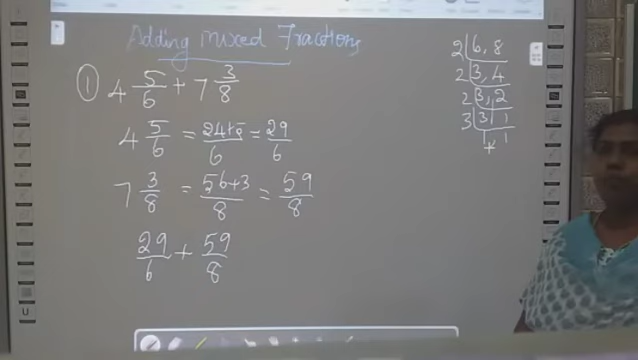 Adding mixed Fractions
① 4 5/6 + 7 3/8
4 5/6 = 24+5/6 = 29/6
7 3/8 = 56+3/8 = 59/8
29/6 + 59/8
2 | 6, 8
2 | 3, 4
2 | 3, 2
3 | 3, 1
1, 1
U